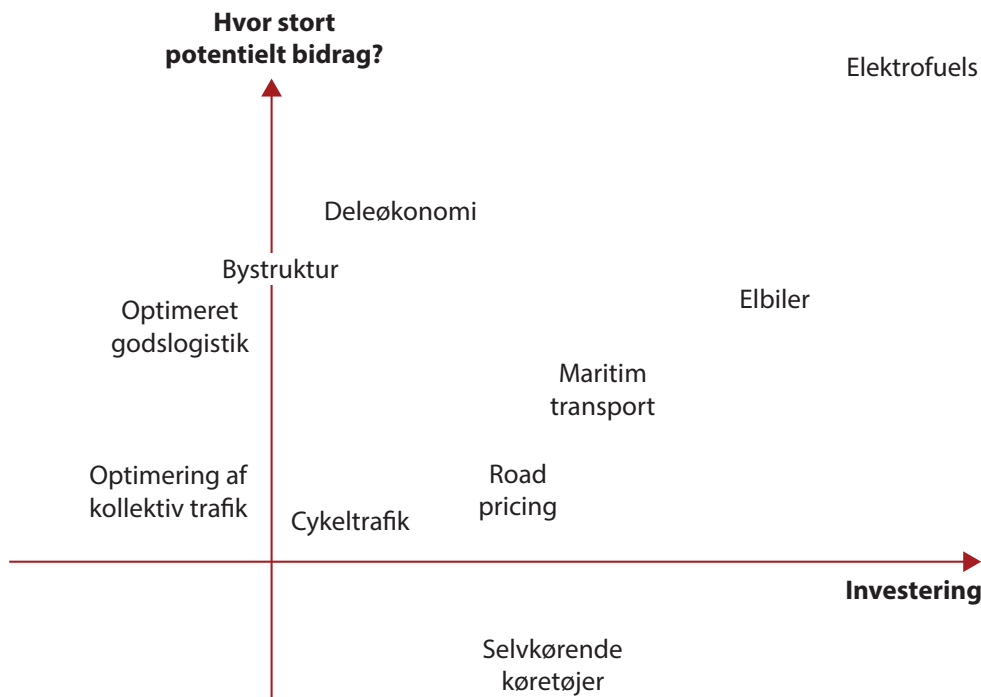 Hvor stort
potentielt bidrag?
Elektrofuels
Deleøkonomi
Bystruktur
Optimeret
godslogistik
Elbiler
Maritim
transport
Optimering af
kollektiv trafik
Road
pricing
Cykeltrafik
Investering
Selvkørende
køretøjer